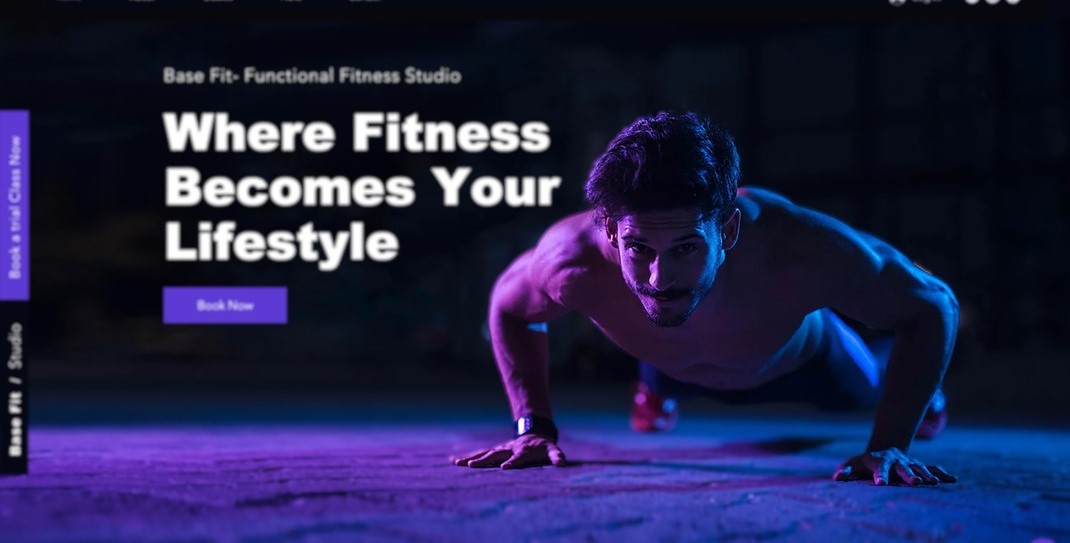 Base Fit- Functional Fitness Studio
Where Fitness
Becomes Your
Lifestyle
Book Now
Book a trial Class Now
Base Fit / Studio